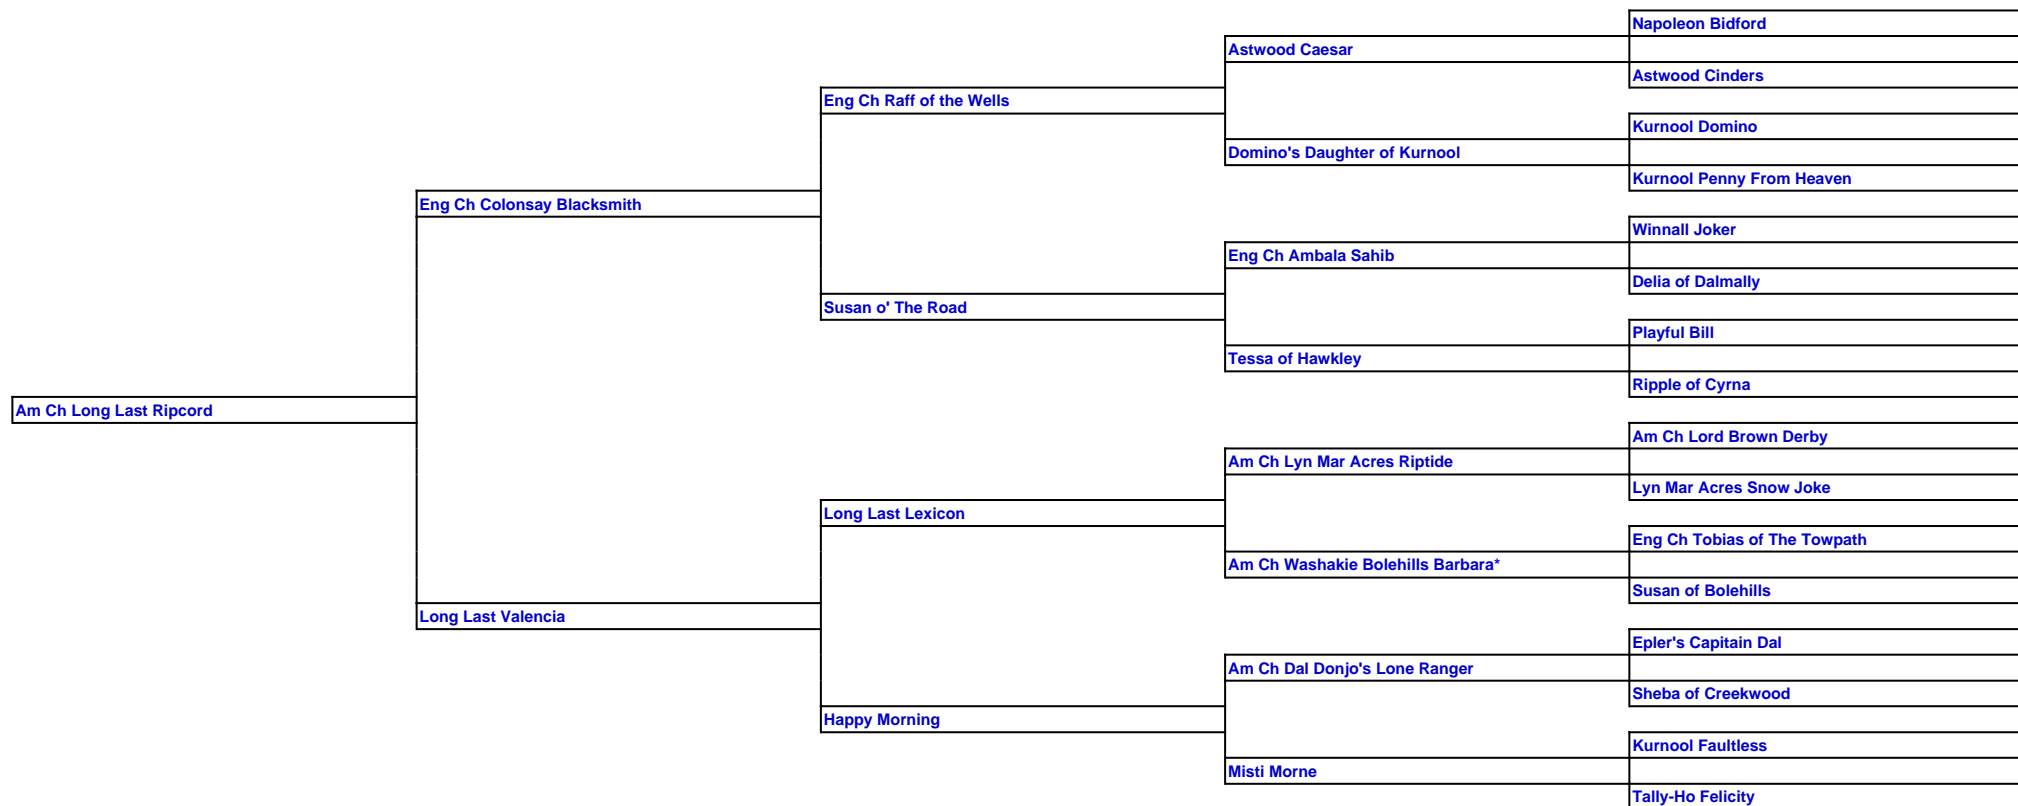 Napoleon Bidford
Astwood Caesar
Astwood Cinders
Eng Ch Raff of the Wells
Kurnool Domino
Domino's Daughter of Kurnool
Kurnool Penny From Heaven
Eng Ch Colonsay Blacksmith
Winnall Joker
Eng Ch Ambala Sahib
Delia of Dalmally
Susan o' The Road
Playful Bill
Tessa of Hawkley
Ripple of Cyrna
Am Ch Long Last Ripcord
Am Ch Lord Brown Derby
Am Ch Lyn Mar Acres Riptide
Lyn Mar Acres Snow Joke
Long Last Lexicon
Eng Ch Tobias of The Towpath
Am Ch Washakie Bolehills Barbara*
Susan of Bolehills
Long Last Valencia
Epler's Capitain Dal
Am Ch Dal Donjo's Lone Ranger
Sheba of Creekwood
Happy Morning
Kurnool Faultless
Misti Morne
Tally-Ho Felicity